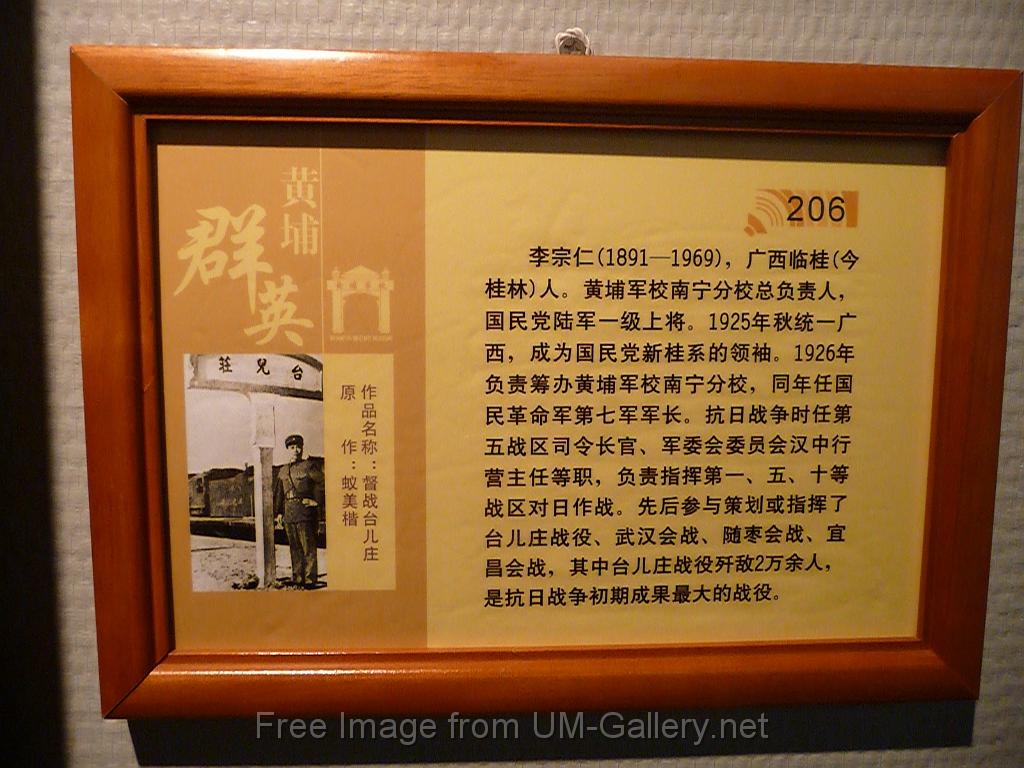 黄埔
群英
台兒莊
作品名称：督战台儿庄
原　作：蚁美楷
206
李宗仁(1891—1969)，广西临桂(今
桂林)人。黄埔军校南宁分校总负责人，
国民党陆军一级上将。1925年秋统一广
西，成为国民党新桂系的领袖。1926年
负责筹办黄埔军校南宁分校，同年任国
民革命军第七军军长。抗日战争时任第
五战区司令长官、军委会委员会汉中行
营主任等职，负责指挥第一、五、十等
战区对日作战。先后参与策划或指挥了
台儿庄战役、武汉会战、随枣会战、宜
昌会战，其中台儿庄战役歼敌2万余人，
是抗日战争初期成果最大的战役。
Free Image from UM-Gallery.net